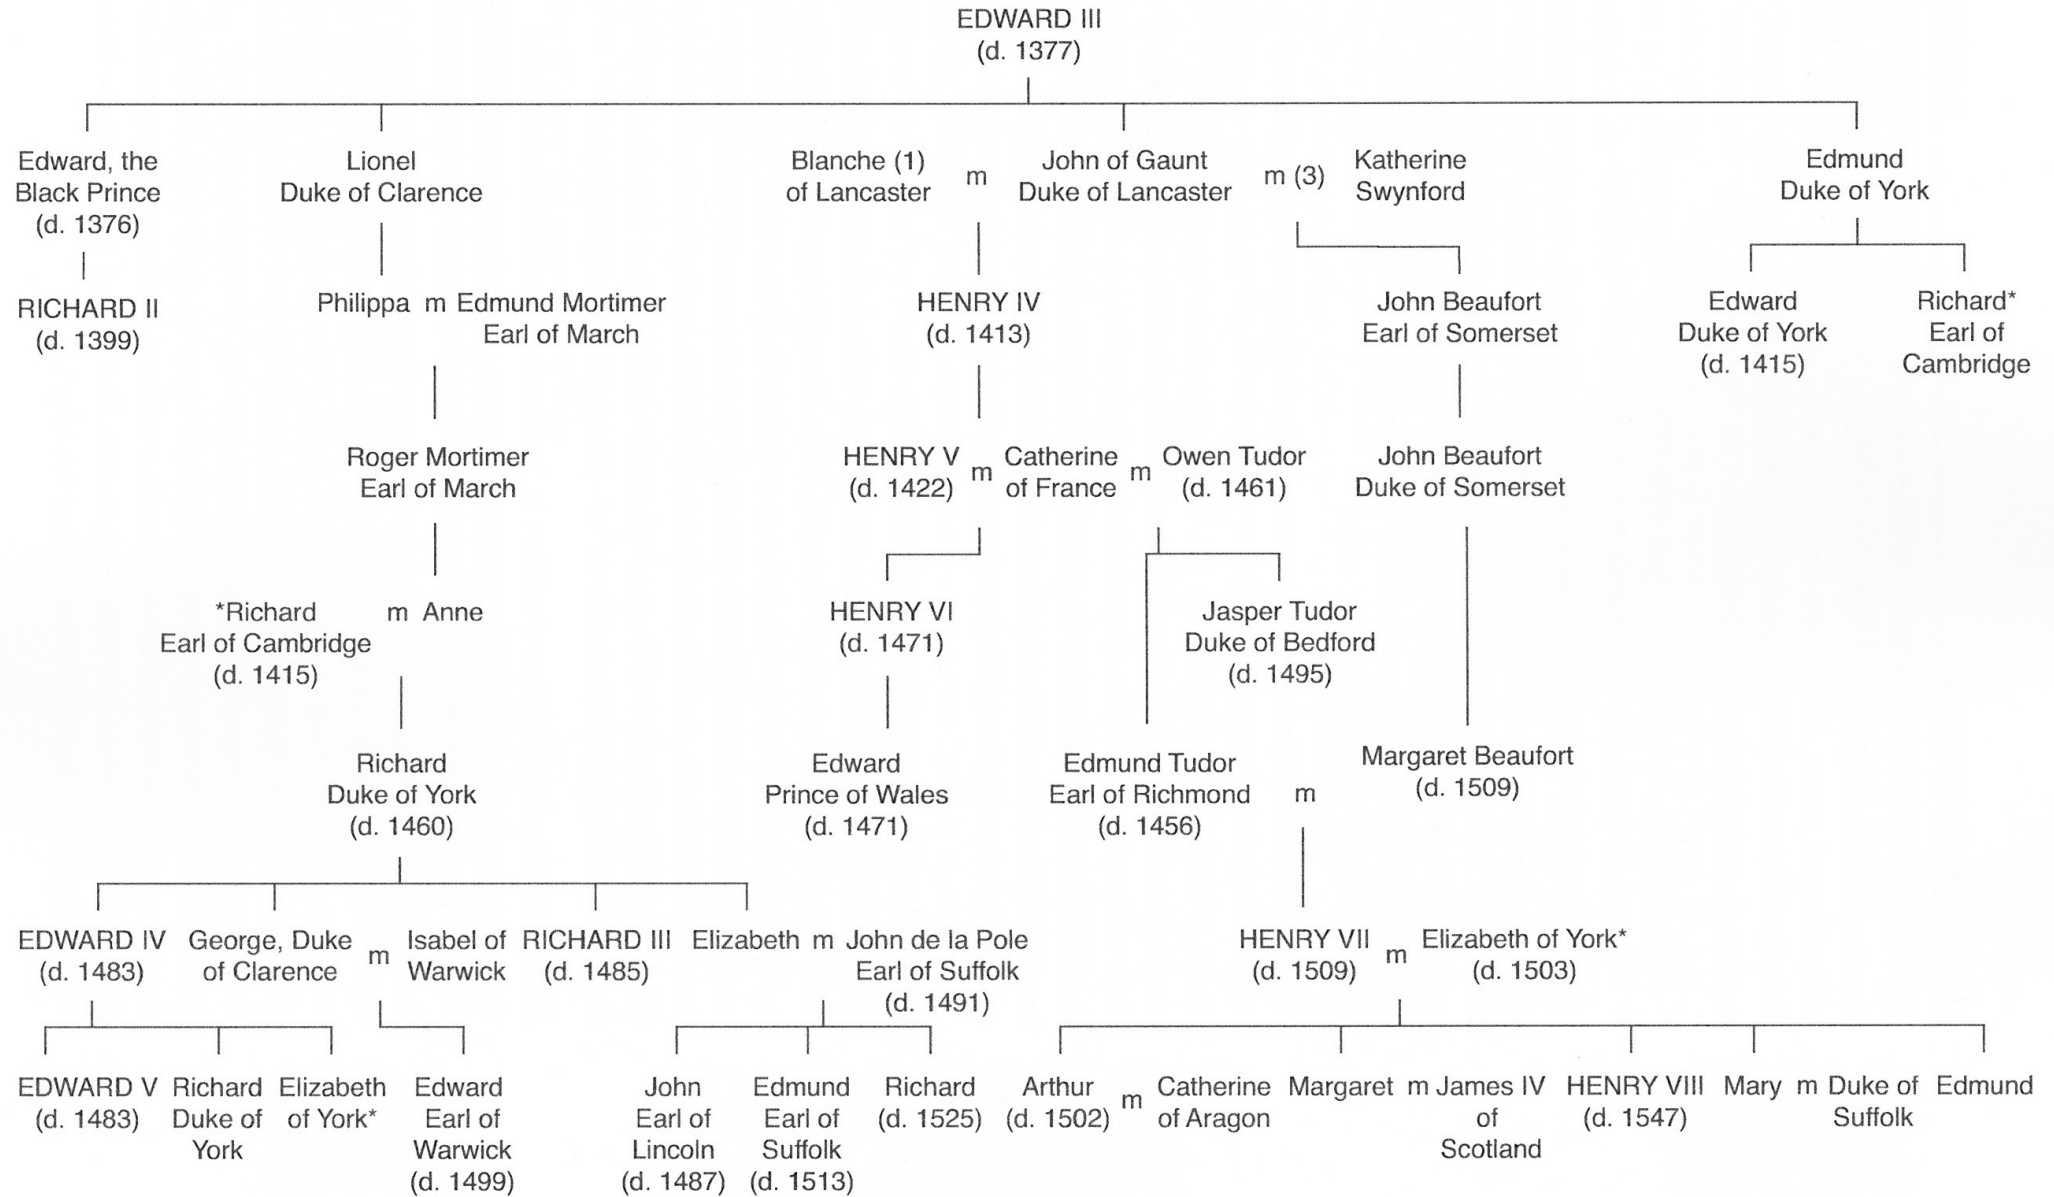 EDWARD III
(d. 1377)
Edward, the
Black Prince
(d. 1376)
Lionel
Duke of Clarence
Blanche (1)
of Lancaster
m
John of Gaunt
Duke of Lancaster
m (3)
Katherine
Swynford
Edmund
Duke of York
RICHARD II
(d. 1399)
Philippa m Edmund Mortimer
Earl of March
HENRY IV
(d. 1413)
John Beaufort
Earl of Somerset
Edward
Duke of York
(d. 1415)
Richard*
Earl of
Cambridge
Roger Mortimer
Earl of March
HENRY V
(d. 1422)
m
Catherine
of France
m
Owen Tudor
(d. 1461)
John Beaufort
Duke of Somerset
*Richard
Earl of Cambridge
(d. 1415)
m Anne
HENRY VI
(d. 1471)
Jasper Tudor
Duke of Bedford
(d. 1495)
Richard
Duke of York
(d. 1460)
Edward
Prince of Wales
(d. 1471)
Edmund Tudor
Earl of Richmond
(d. 1456)
m
Margaret Beaufort
(d. 1509)
EDWARD IV
(d. 1483)
George, Duke
of Clarence
m
Isabel of
Warwick
RICHARD III
(d. 1485)
Elizabeth m John de la Pole
Earl of Suffolk
(d. 1491)
HENRY VII
(d. 1509)
m
Elizabeth of York*
(d. 1503)
EDWARD V
(d. 1483)
Richard
Duke of
York
Elizabeth
of York*
Edward
Earl of
Warwick
(d. 1499)
John
Earl of
Lincoln
(d. 1487)
Edmund
Earl of
Suffolk
(d. 1513)
Richard
(d. 1525)
Arthur
(d. 1502)
m
Catherine
of Aragon
Margaret m James IV
of
Scotland
HENRY VIII
(d. 1547)
Mary m Duke of
Suffolk
Edmund